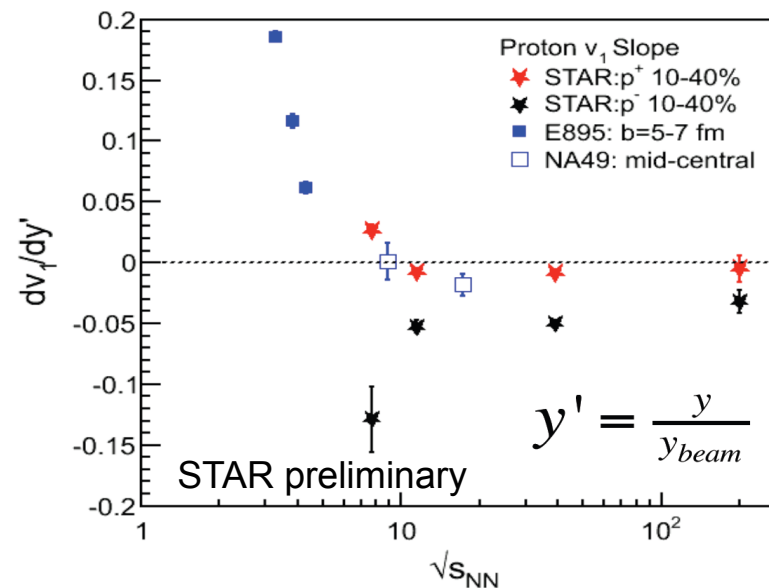 0.2
0.15
0.1
0.05
0
-0.05
-0.1
-0.15
-0.2
dv₁/dy'
Proton v₁ Slope
STAR:p⁺ 10-40%
STAR:p⁻ 10-40%
E895: b=5-7 fm
NA49: mid-central
y' = y/y_beam
STAR preliminary
1 10 10²
√s_NN